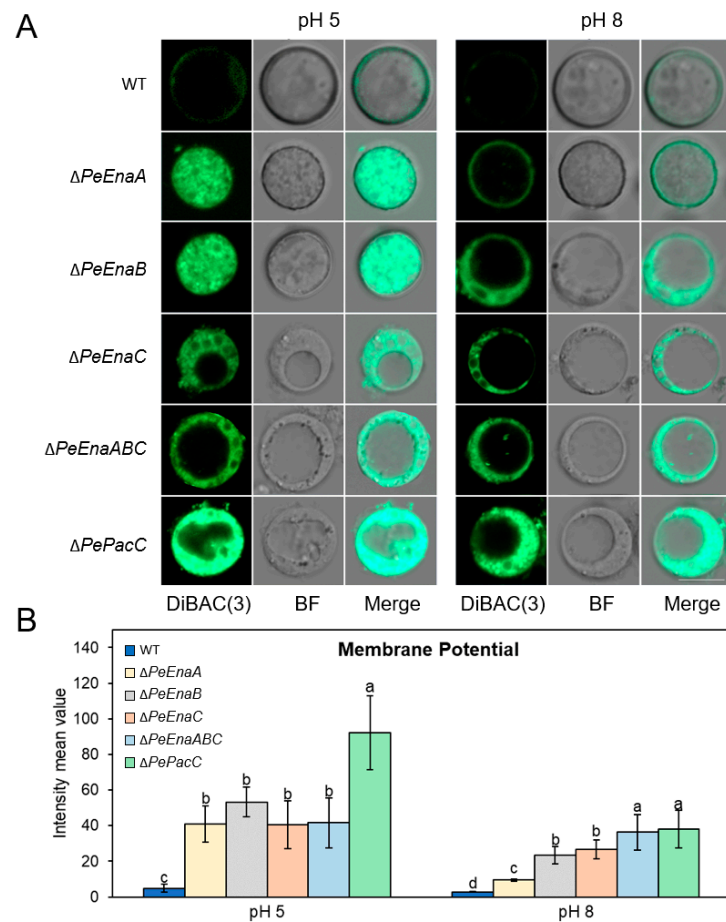 A
pH 5
pH 8
WT
ΔPeEnaA
ΔPeEnaB
ΔPeEnaC
ΔPeEnaABC
ΔPePacC
DiBAC(3) BF Merge DiBAC(3) BF Merge
B
Membrane Potential
WT
ΔPeEnaA
ΔPeEnaB
ΔPeEnaC
ΔPeEnaABC
ΔPePacC
Intensity mean value
140
120
100
80
60
40
20
0
c b b b b a
d c b b a a
pH 5 pH 8